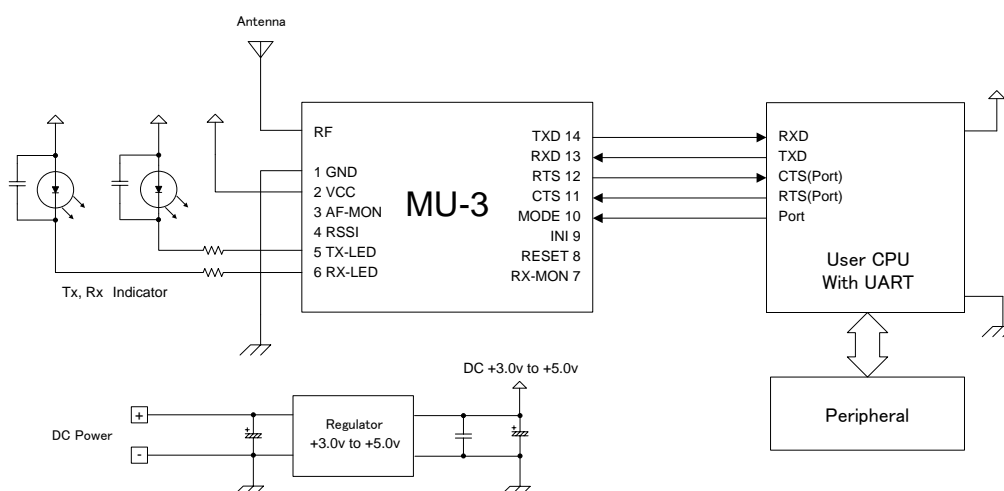 Antenna
RF
1 GND
2 VCC
3 AF-MON
4 RSSI
5 TX-LED
6 RX-LED
MU-3
TXD 14
RXD 13
RTS 12
CTS 11
MODE 10
INI 9
RESET 8
RX-MON 7
RXD
TXD
CTS(Port)
RTS(Port)
Port
User CPU
With UART
Tx, Rx Indicator
DC +3.0v to +5.0v
DC Power
+
-
+
Regulator
+3.0v to +5.0v
+
Peripheral